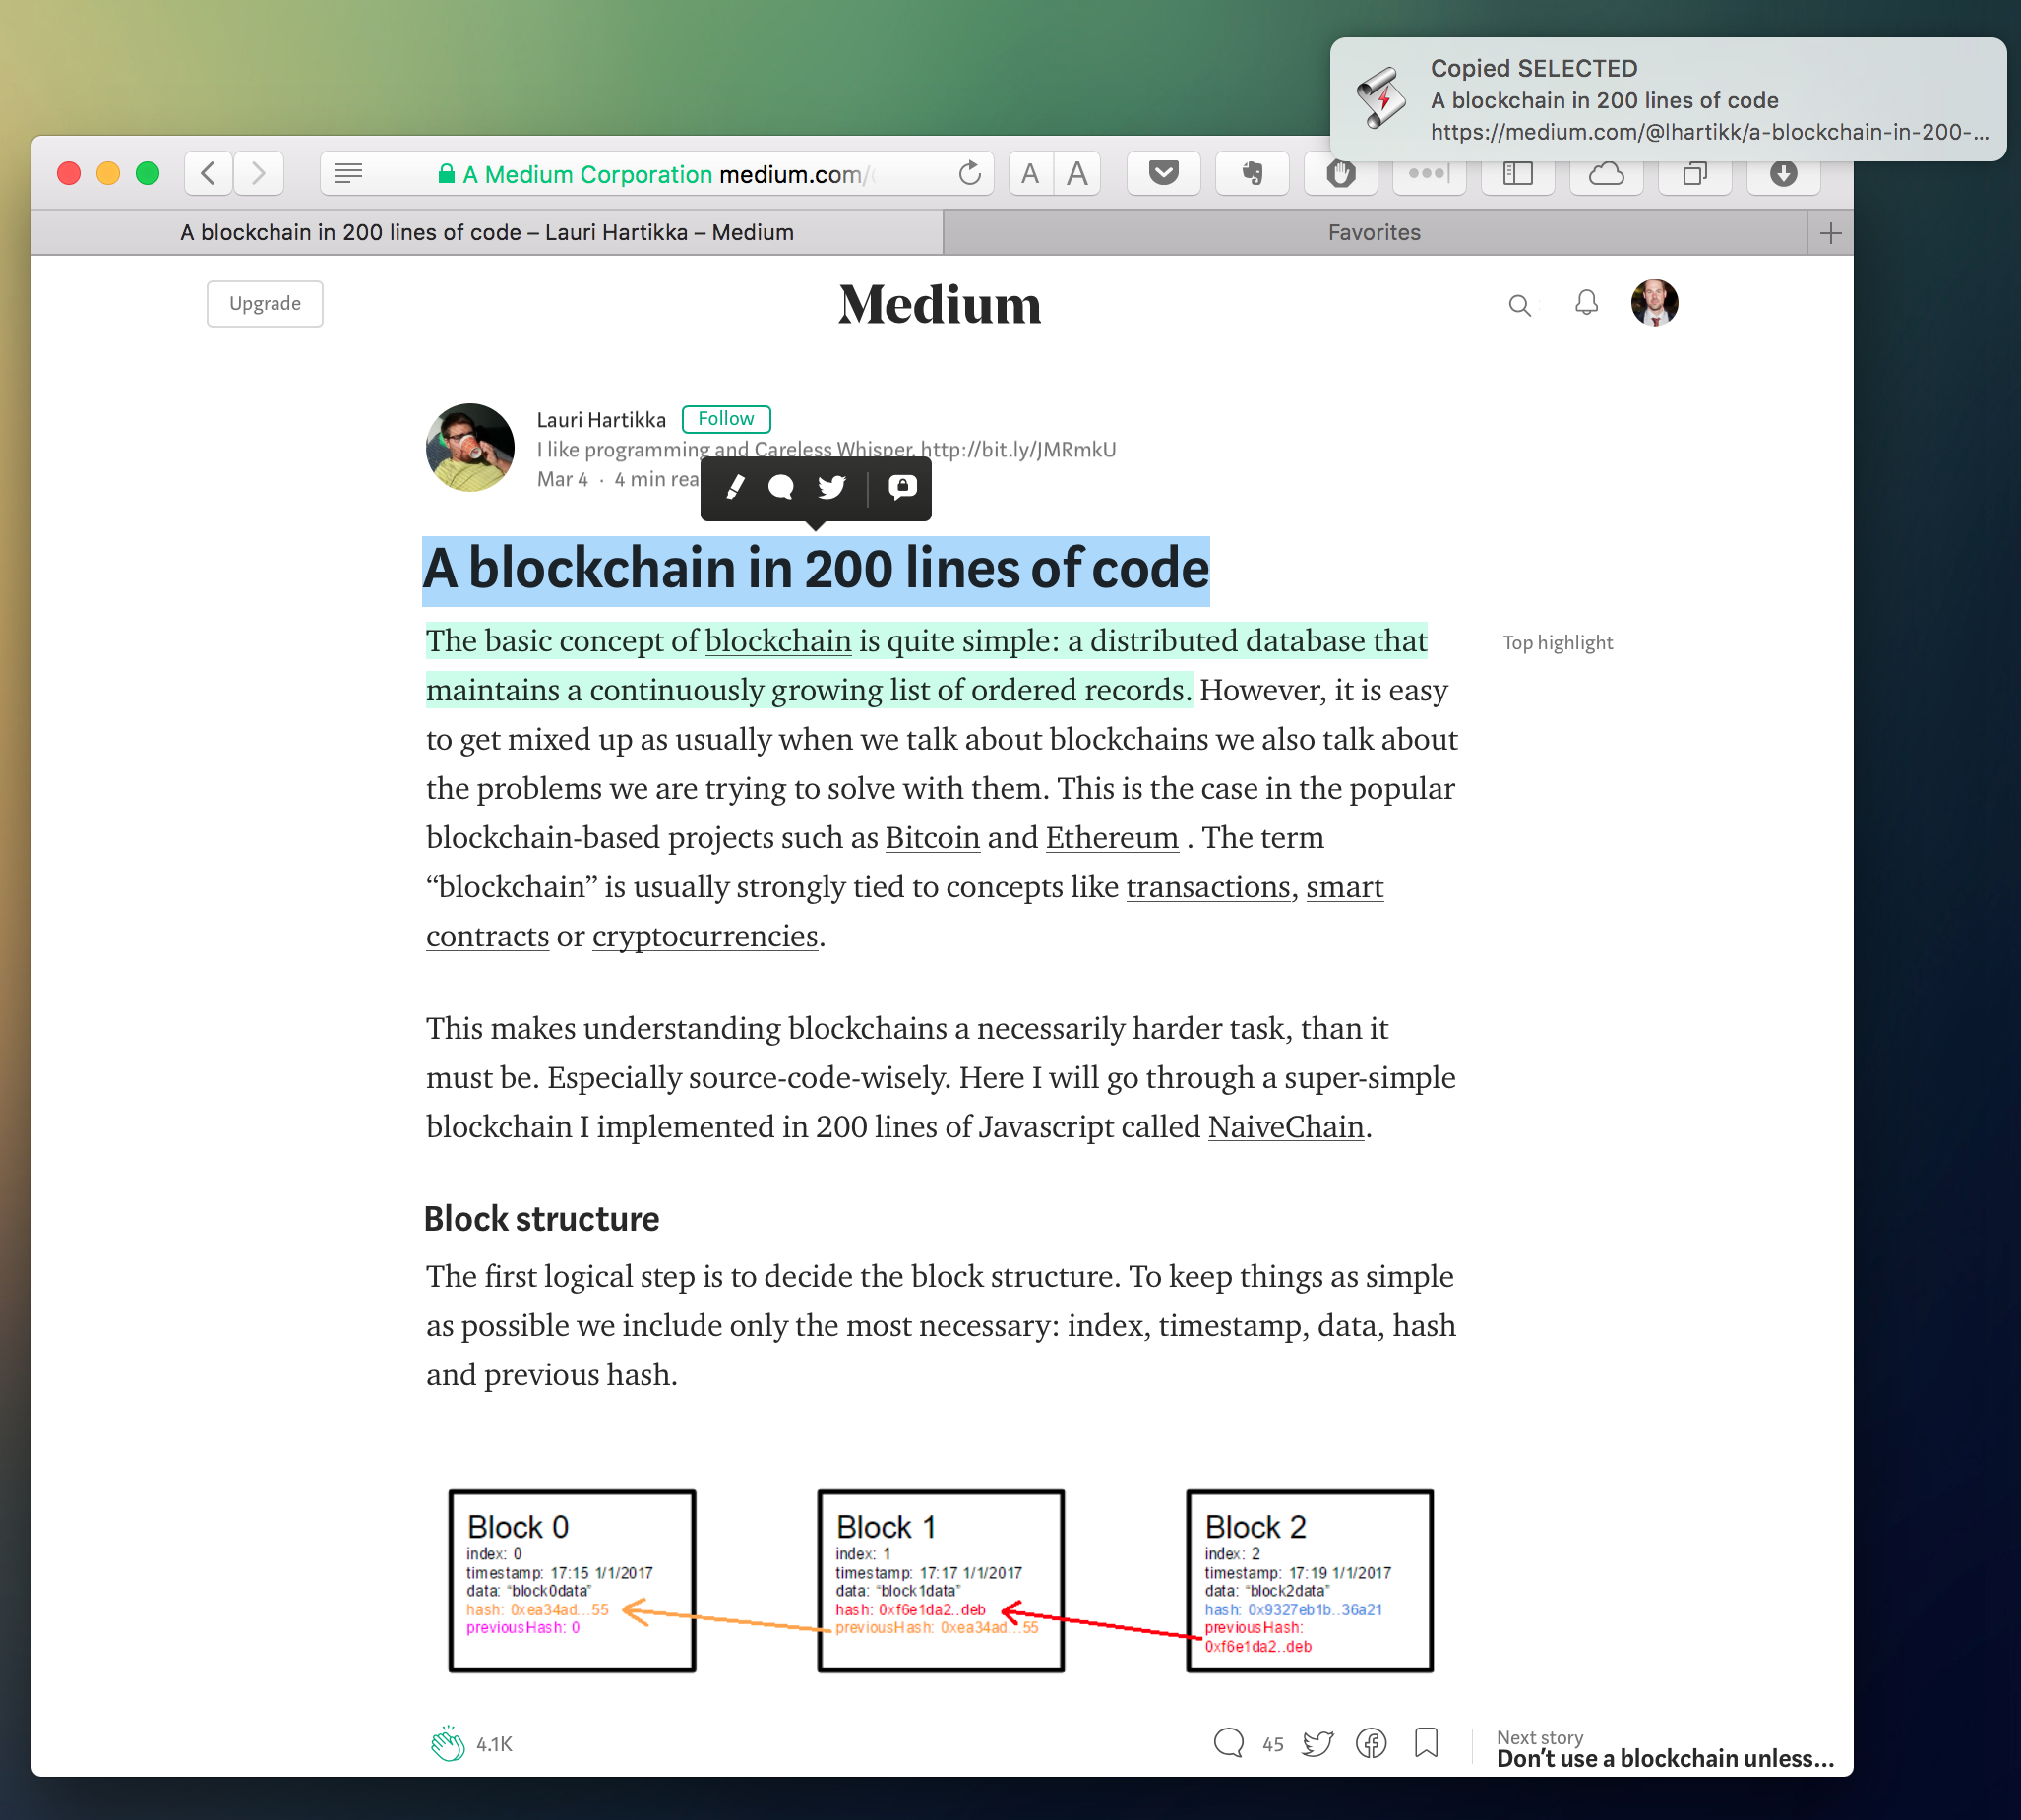 Copied SELECTED
A blockchain in 200 lines of code
https://medium.com/@lhartikk/a-blockchain-in-200-...
A Medium Corporation medium.com/
A A
A blockchain in 200 lines of code – Lauri Hartikka – Medium
Favorites
Upgrade
Medium
Lauri Hartikka
Follow
I like programming and Careless Whisper. http://bit.ly/JMRmkU
Mar 4 · 4 min rea
A blockchain in 200 lines of code
The basic concept of blockchain is quite simple: a distributed database that
Top highlight
maintains a continuously growing list of ordered records. However, it is easy
to get mixed up as usually when we talk about blockchains we also talk about
the problems we are trying to solve with them. This is the case in the popular
blockchain-based projects such as Bitcoin and Ethereum . The term
“blockchain” is usually strongly tied to concepts like transactions, smart
contracts or cryptocurrencies.
This makes understanding blockchains a necessarily harder task, than it
must be. Especially source-code-wisely. Here I will go through a super-simple
blockchain I implemented in 200 lines of Javascript called NaiveChain.
Block structure
The first logical step is to decide the block structure. To keep things as simple
as possible we include only the most necessary: index, timestamp, data, hash
and previous hash.
Block 0
index: 0
timestamp: 17:15 1/1/2017
data: “block0data”
hash: 0xea34ad...55
previousHash: 0
Block 1
index: 1
timestamp: 17:17 1/1/2017
data: “block1data”
hash: 0xf6e1da2..deb
previousHash: 0xea34ad...55
Block 2
index: 2
timestamp: 17:19 1/1/2017
data: “block2data”
hash: 0x9327eb1b..36a21
previousHash:
0xf6e1da2..deb
4.1K
45
Next story
Don’t use a blockchain unless...